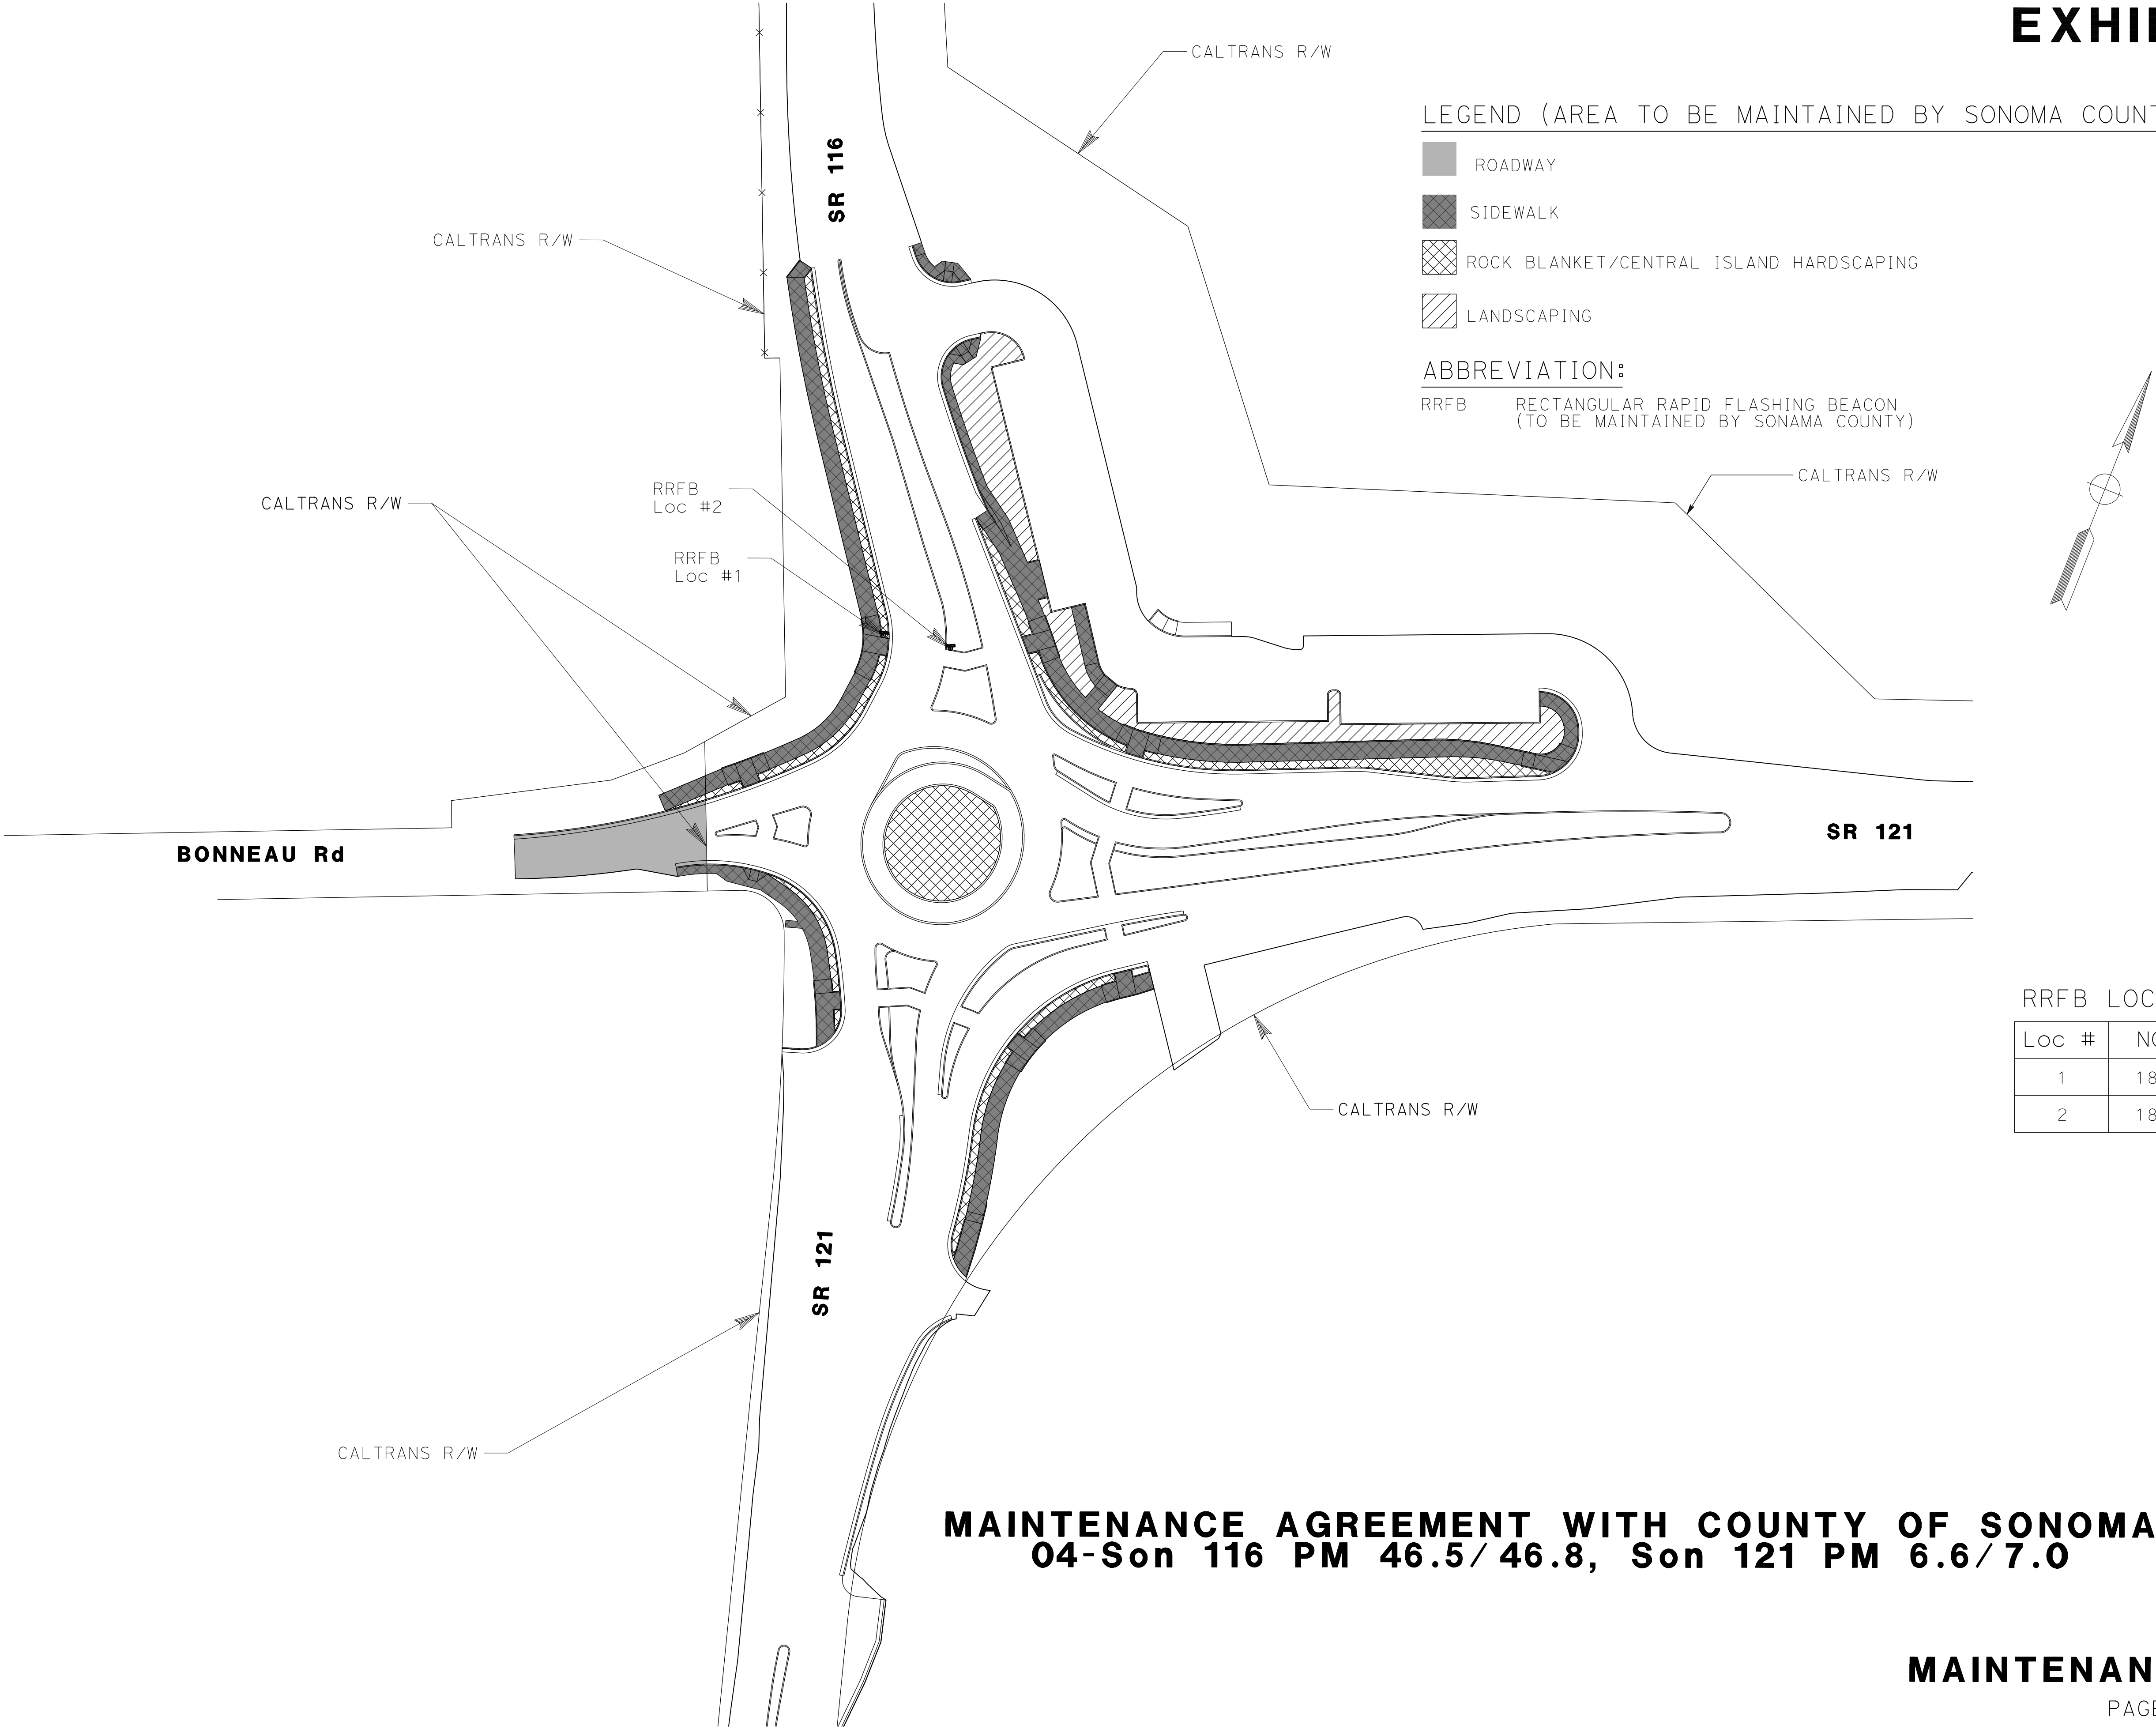 EXHI
CALTRANS R/W
LEGEND (AREA TO BE MAINTAINED BY SONOMA COUN
ROADWAY
SIDEWALK
ROCK BLANKET/CENTRAL ISLAND HARDSCAPING
LANDSCAPING
ABBREVIATION:
RRFB RECTANGULAR RAPID FLASHING BEACON
(TO BE MAINTAINED BY SONAMA COUNTY)
SR 116
CALTRANS R/W
CALTRANS R/W
CALTRANS R/W
RRFB
Loc #2
RRFB
Loc #1
BONNEAU Rd
SR 121
RRFB LOC
Loc # N
1 18
2 18
CALTRANS R/W
SR 121
CALTRANS R/W
MAINTENANCE AGREEMENT WITH COUNTY OF SONOMA
04-Son 116 PM 46.5/46.8, Son 121 PM 6.6/7.0
MAINTENAN
PAGE